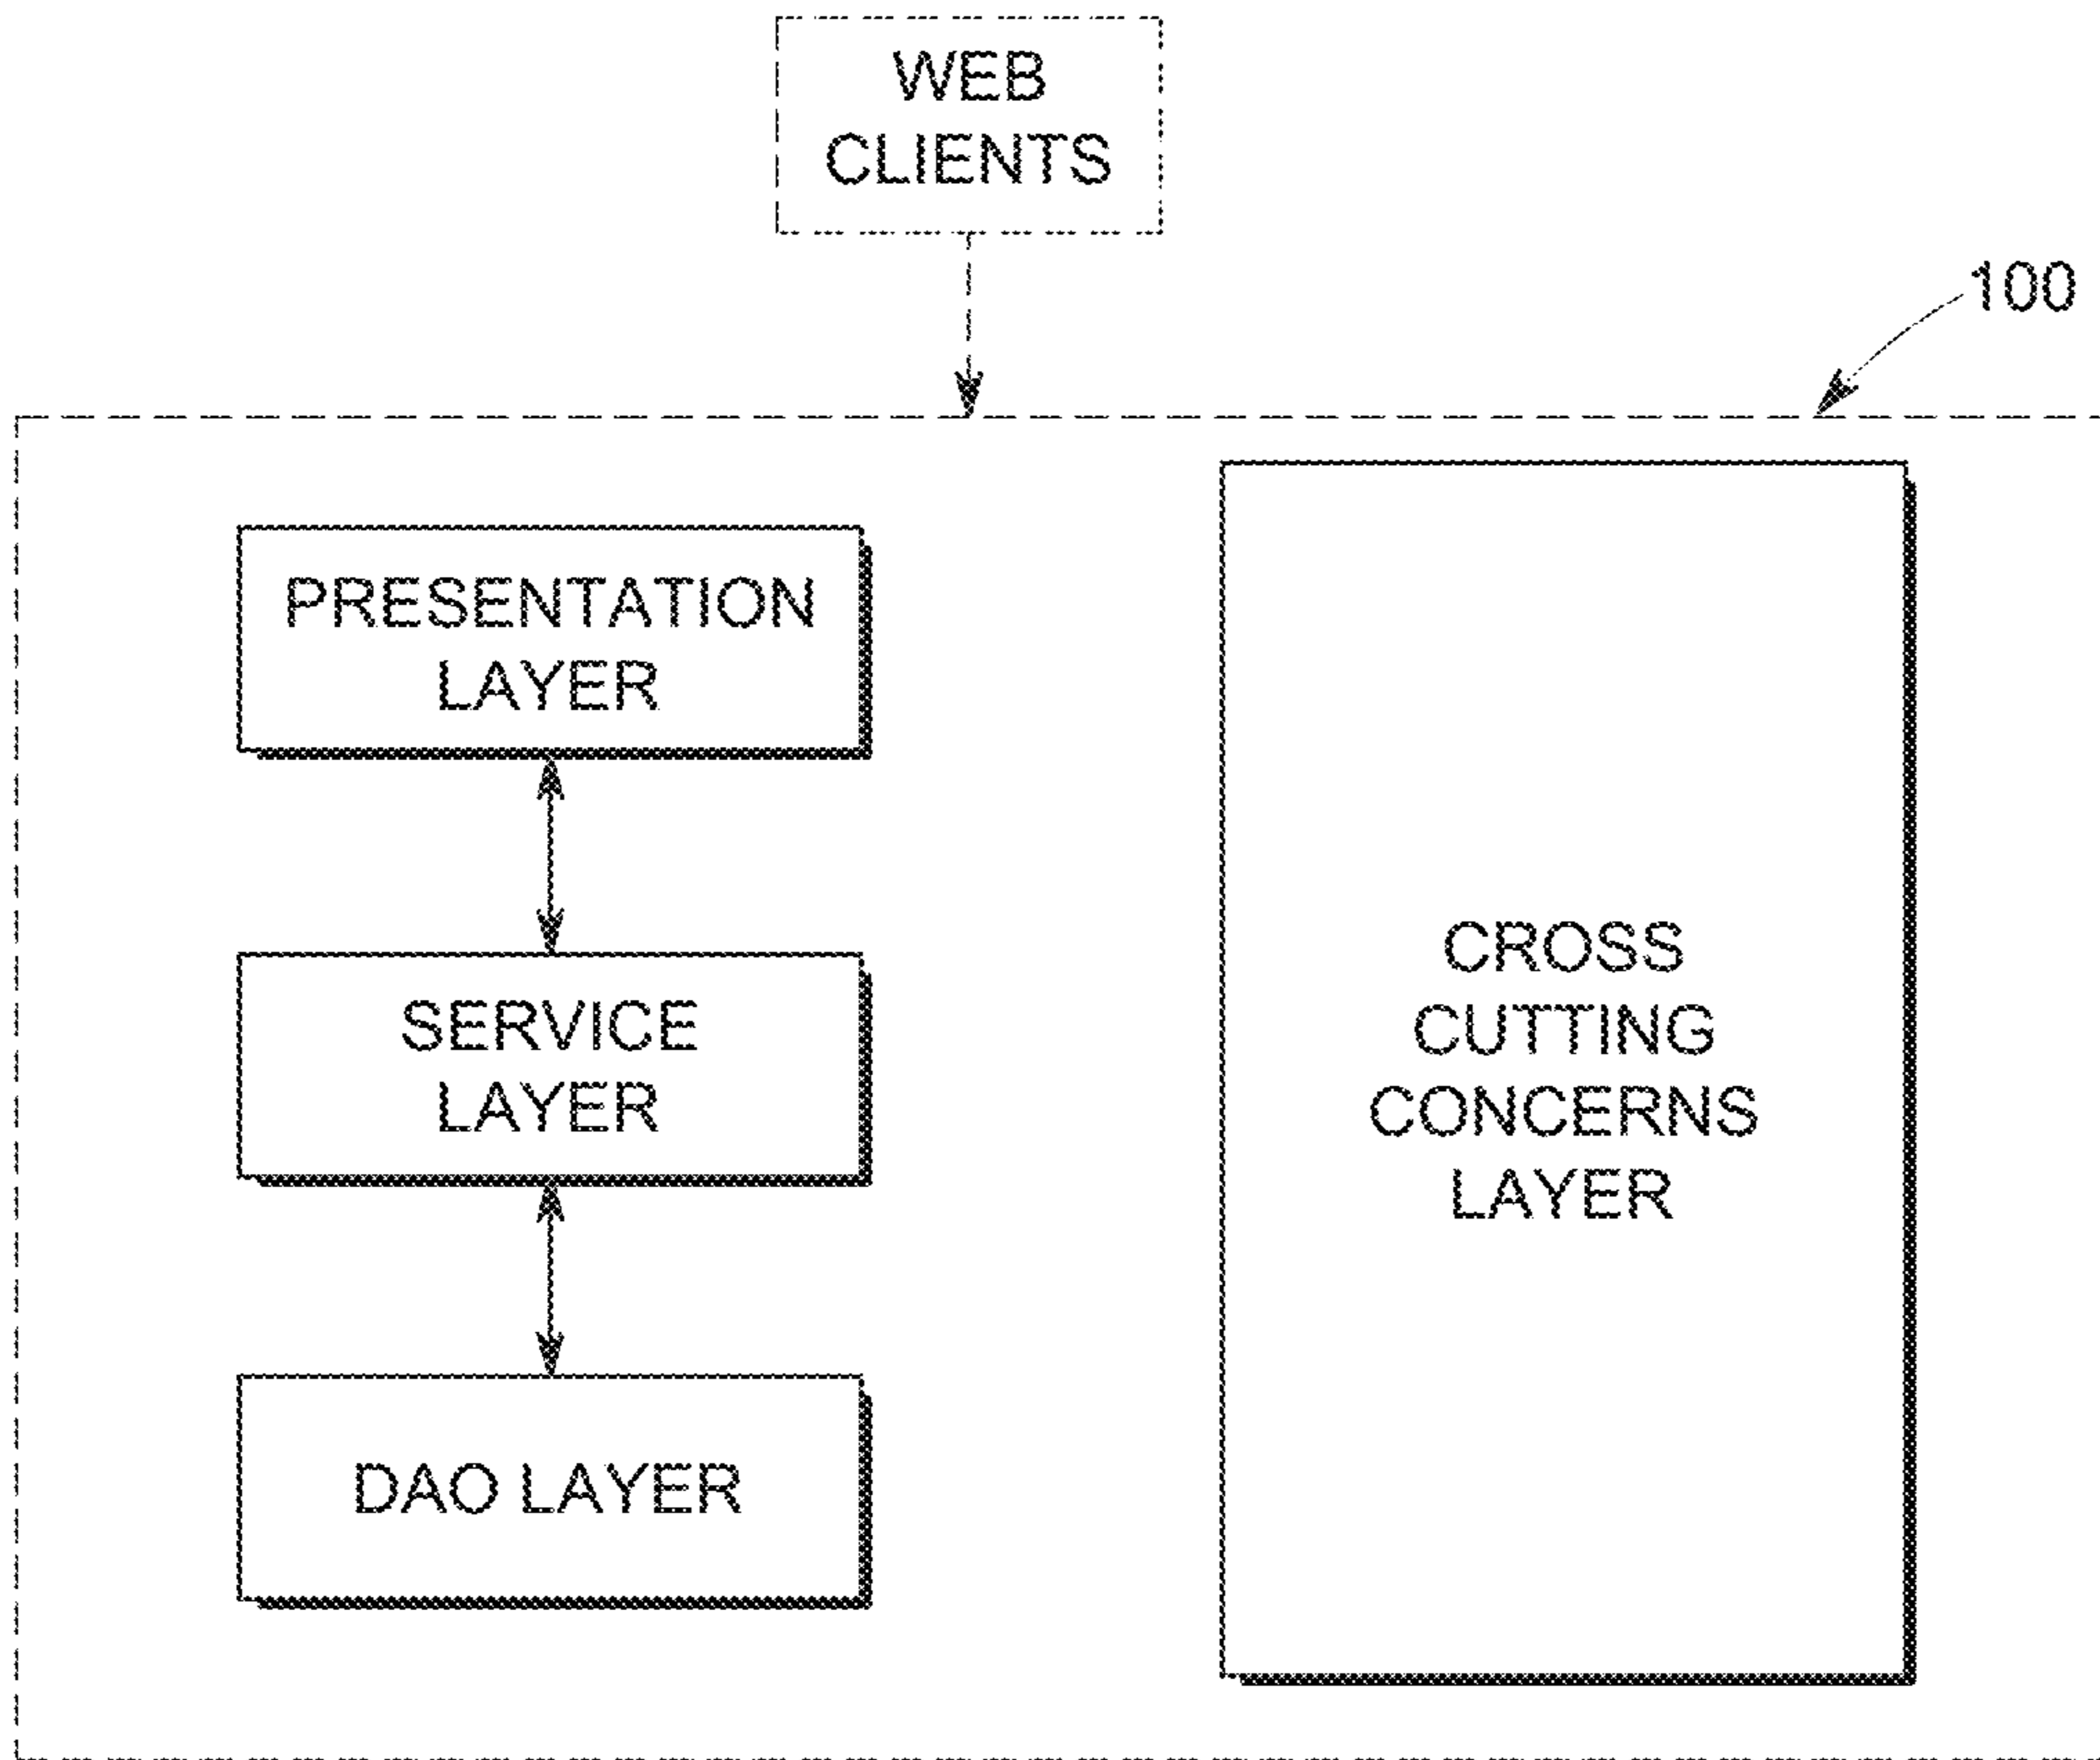 WEB
CLIENTS
100
PRESENTATION
LAYER
SERVICE
LAYER
DAO LAYER
CROSS
CUTTING
CONCERNS
LAYER